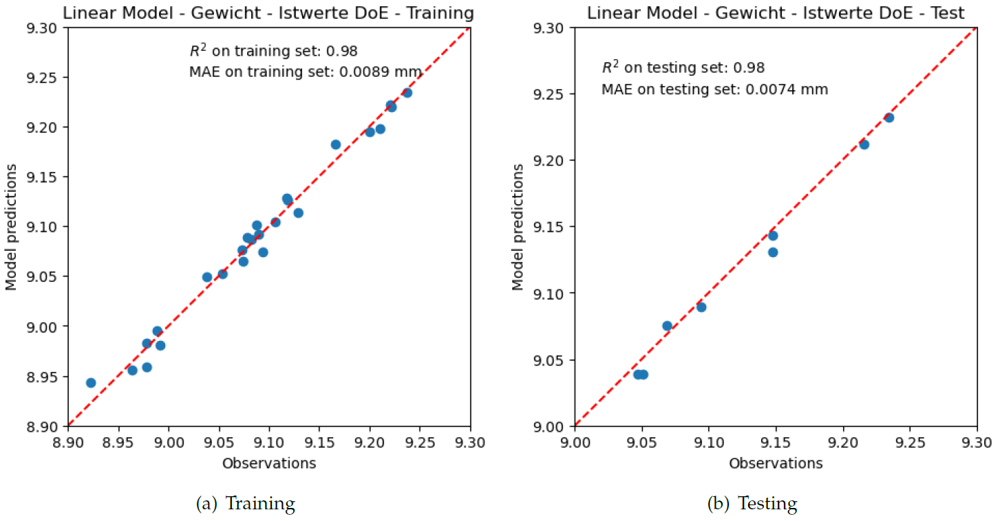 Linear Model - Gewicht - Istwerte DoE - Training
R² on training set: 0.98
MAE on training set: 0.0089 mm
Model predictions
9.30
9.25
9.20
9.15
9.10
9.05
9.00
8.95
8.90
8.90 8.95 9.00 9.05 9.10 9.15 9.20 9.25 9.30
Observations
(a) Training
Linear Model - Gewicht - Istwerte DoE - Test
R² on testing set: 0.98
MAE on testing set: 0.0074 mm
Model predictions
9.30
9.25
9.20
9.15
9.10
9.05
9.00
9.00 9.05 9.10 9.15 9.20 9.25 9.30
Observations
(b) Testing